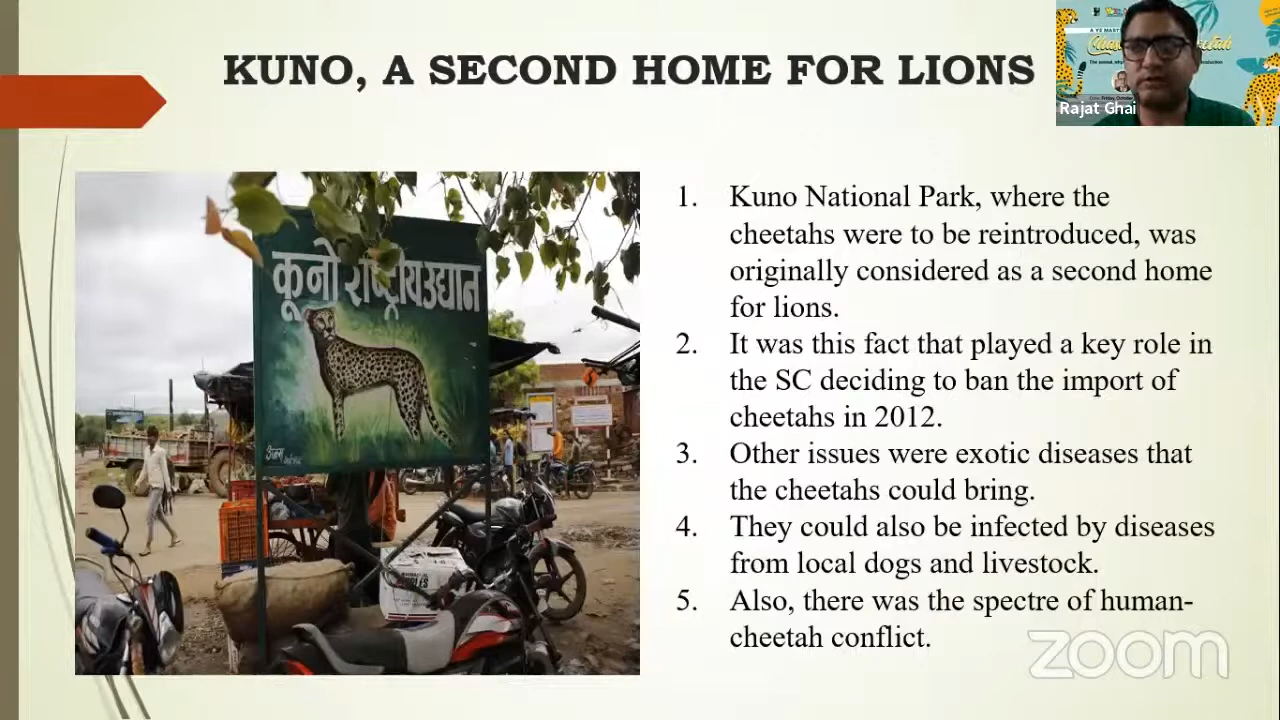 KUNO, A SECOND HOME FOR LIONS
Rajat Ghai
कूनो राष्ट्रीय उद्यान
1. Kuno National Park, where the
cheetahs were to be reintroduced, was
originally considered as a second home
for lions.
2. It was this fact that played a key role in
the SC deciding to ban the import of
cheetahs in 2012.
3. Other issues were exotic diseases that
the cheetahs could bring.
4. They could also be infected by diseases
from local dogs and livestock.
5. Also, there was the spectre of human-
cheetah conflict.
zoom